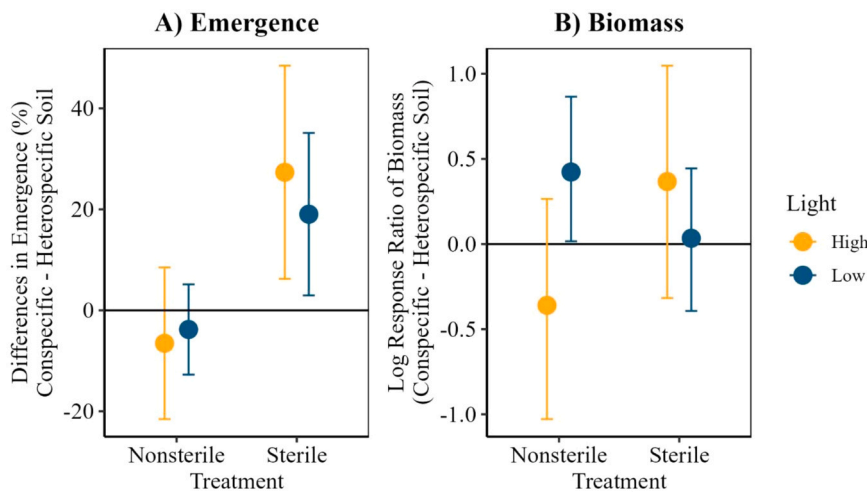 A) Emergence
Differences in Emergence (%)
Conspecific - Heterospecific Soil
40
20
0
-20
Nonsterile
Sterile
Treatment
B) Biomass
Log Response Ratio of Biomass
(Conspecific - Heterospecific Soil)
1.0
0.5
0.0
-0.5
-1.0
Nonsterile
Sterile
Treatment
Light
High
Low